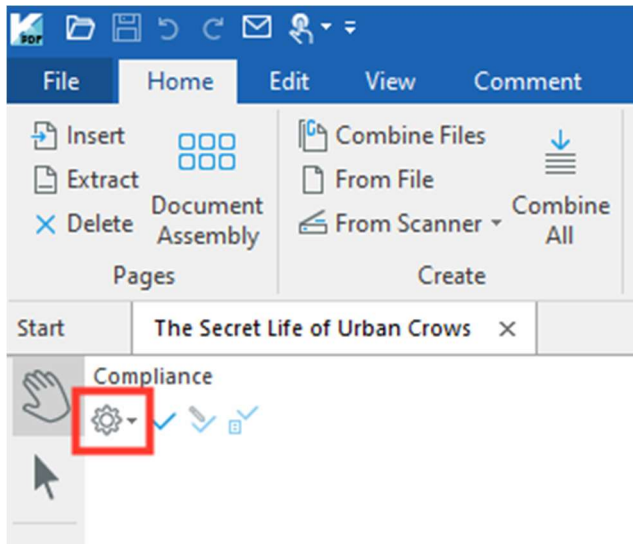 PDF
File Home Edit View Comment
Insert
Extract
Delete
Document
Assembly
Pages
Combine Files
From File
From Scanner
Combine
All
Create
Start The Secret Life of Urban Crows
Compliance